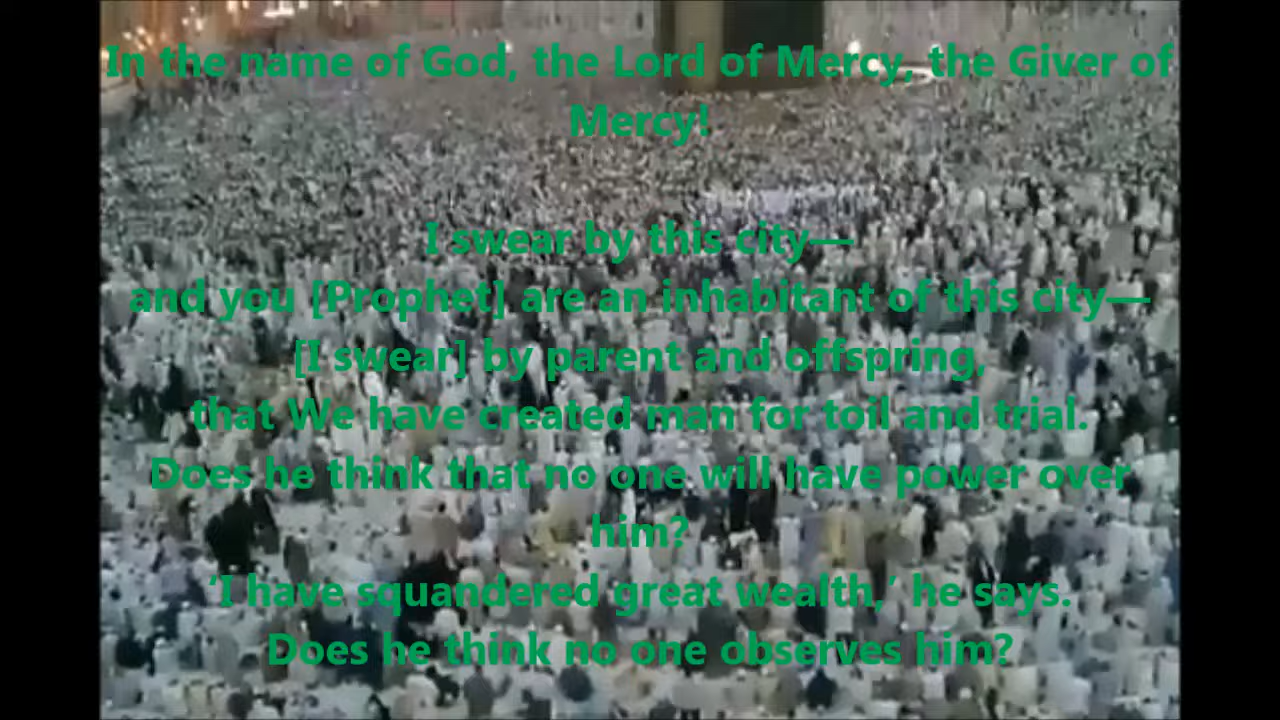 In the name of God, the Lord of Mercy, the Giver of
Mercy!
I swear by this city—
and you [Prophet] are an inhabitant of this city—
[I swear] by parent and offspring,
that We have created man for toil and trial.
Does he think that no one will have power over
him?
‘I have squandered great wealth,’ he says.
Does he think no one observes him?